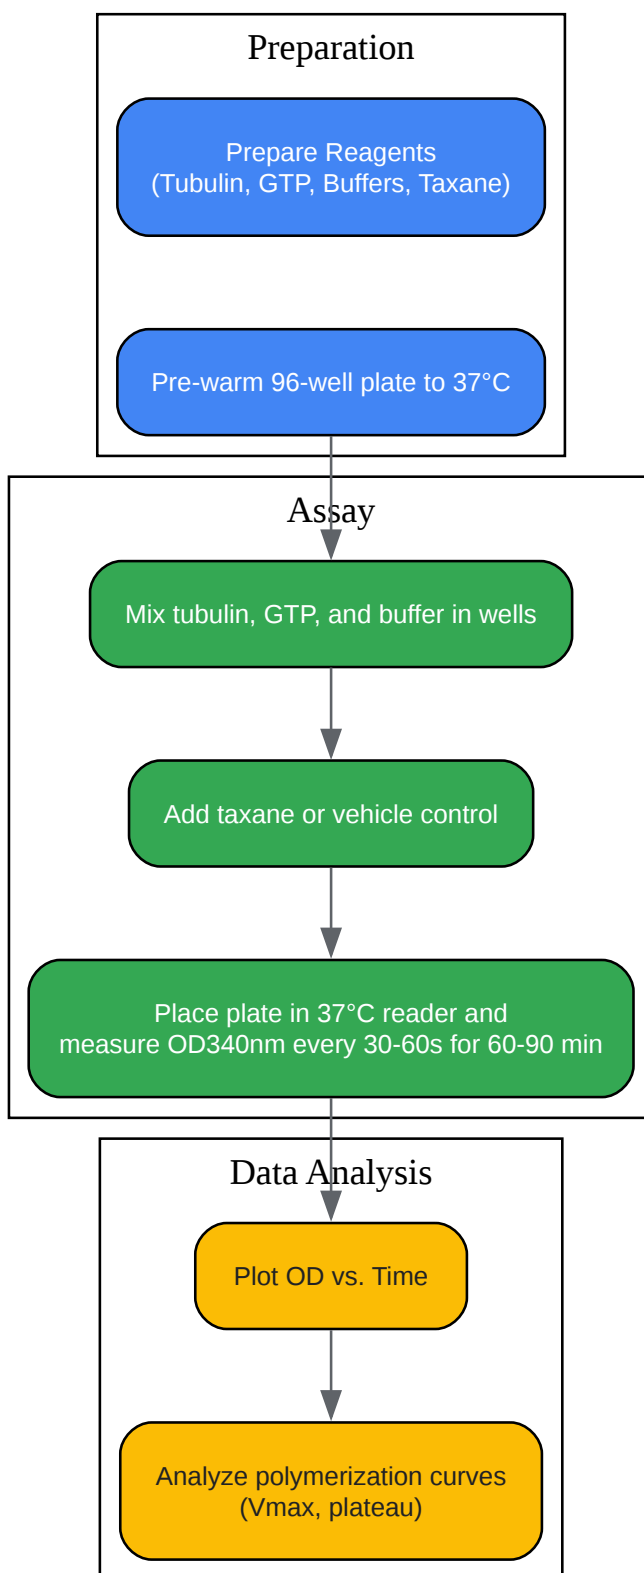 Preparation
Prepare Reagents
(Tubulin, GTP, Buffers, Taxane)
Pre-warm 96-well plate to 37°C
Assay
Mix tubulin, GTP, and buffer in wells
Add taxane or vehicle control
Place plate in 37°C reader and
measure OD340nm every 30-60s for 60-90 min
Data Analysis
Plot OD vs. Time
Analyze polymerization curves
(Vmax, plateau)